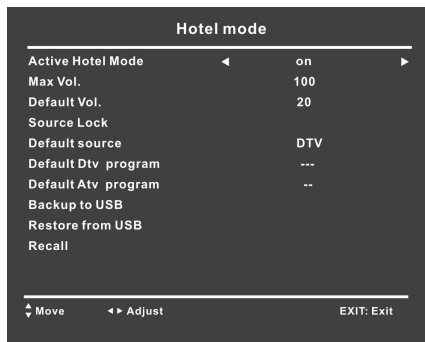 Hotel mode
Active Hotel Mode ◀ on ▶
Max Vol. 100
Default Vol. 20
Source Lock
Default source DTV
Default Dtv program ---
Default Atv program --
Backup to USB
Restore from USB
Recall
Move ◀▶ Adjust EXIT: Exit